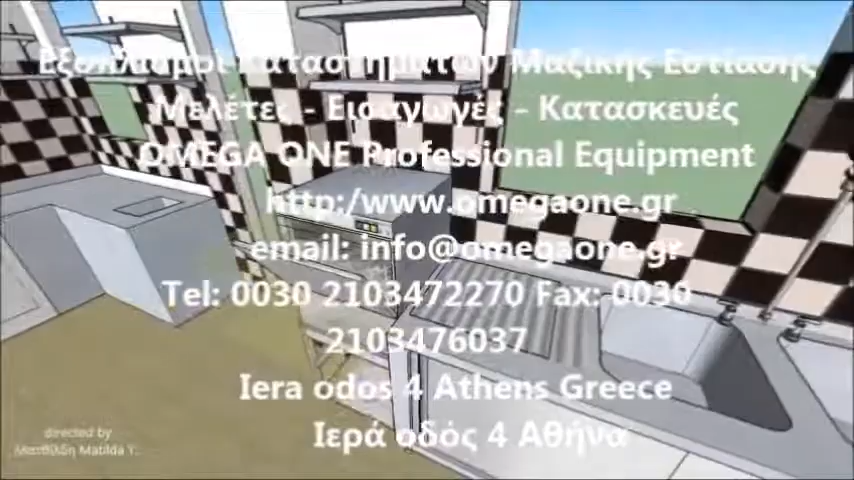 Εξοπλισμοί καταστημάτων Μαζικής Εστίασης
Μελέτες - Εισαγωγές - Κατασκευές
OMEGA ONE Professional Equipment
http:/www.omegaone.gr
email: info@omegaone.gr
Tel: 0030 2103472270 Fax: 0030
2103476037
Iera odos 4 Athens Greece
Ιερά οδός 4 Αθήνα
directed by
Matilda Y.